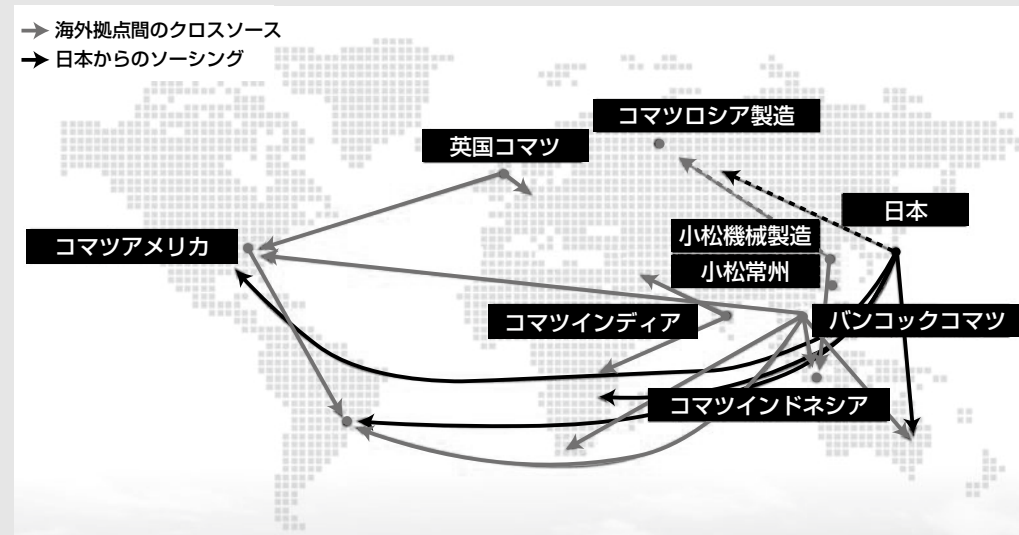 海外拠点間のクロスソース
日本からのソーシング
コマツロシア製造
英国コマツ
日本
小松機械製造
コマツアメリカ
小松常州
コマツインディア
バンコックコマツ
コマツインドネシア